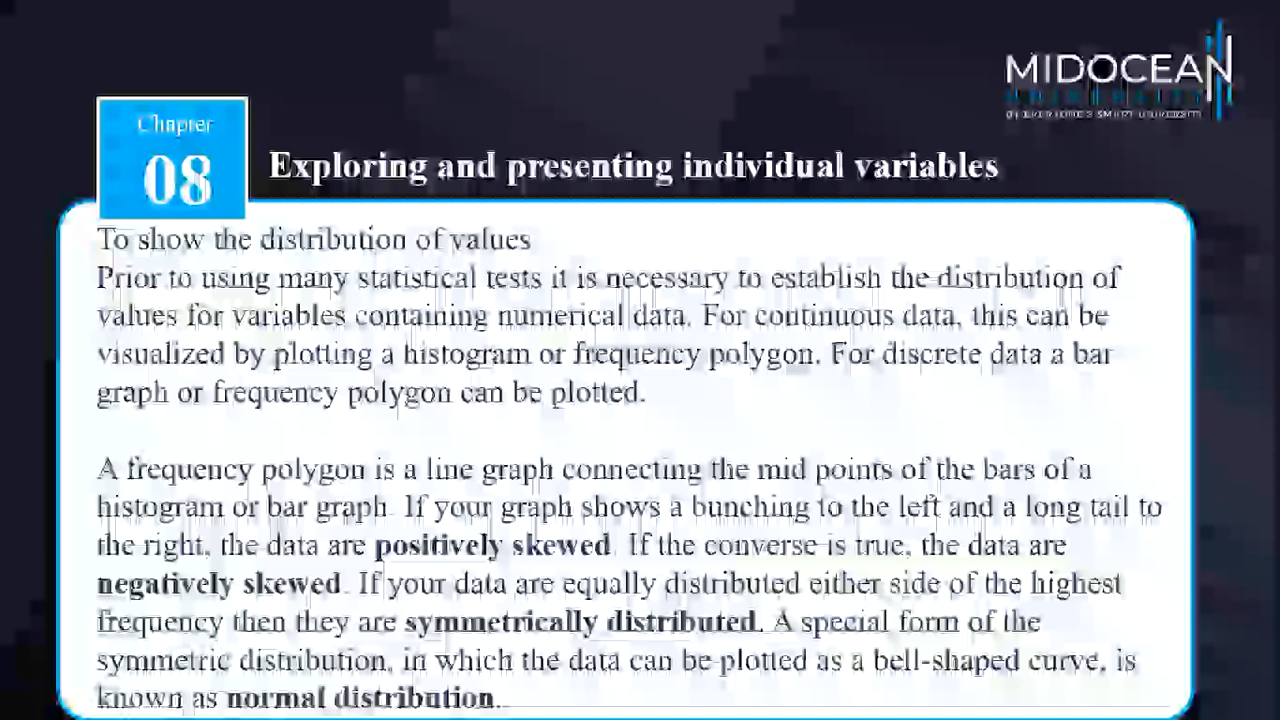 MIDOCEAN
UNIVERSITY
Chapter
08
Exploring and presenting individual variables
To show the distribution of values
Prior to using many statistical tests it is necessary to establish the distribution of
values for variables containing numerical data. For continuous data, this can be
visualized by plotting a histogram or frequency polygon. For discrete data a bar
graph or frequency polygon can be plotted.
A frequency polygon is a line graph connecting the mid points of the bars of a
histogram or bar graph. If your graph shows a bunching to the left and a long tail to
the right, the data are positively skewed. If the converse is true, the data are
negatively skewed. If your data are equally distributed either side of the highest
frequency then they are symmetrically distributed. A special form of the
symmetric distribution, in which the data can be plotted as a bell-shaped curve, is
known as normal distribution.